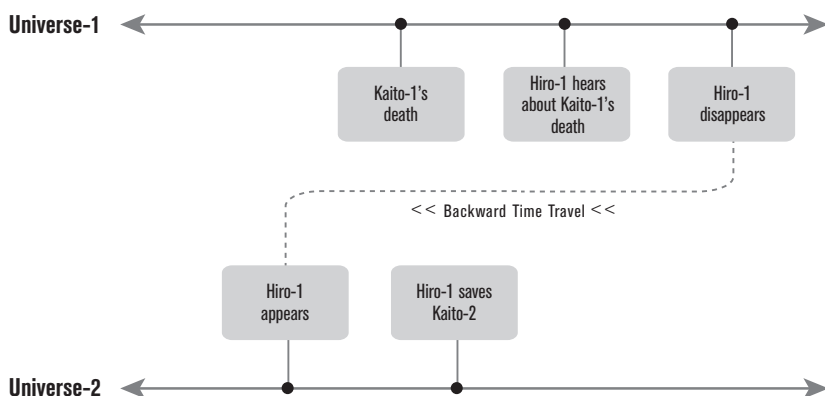 Universe-1
Kaito-1's
death
Hiro-1 hears
about Kaito-1's
death
Hiro-1
disappears
<< Backward Time Travel <<
Hiro-1
appears
Hiro-1 saves
Kaito-2
Universe-2